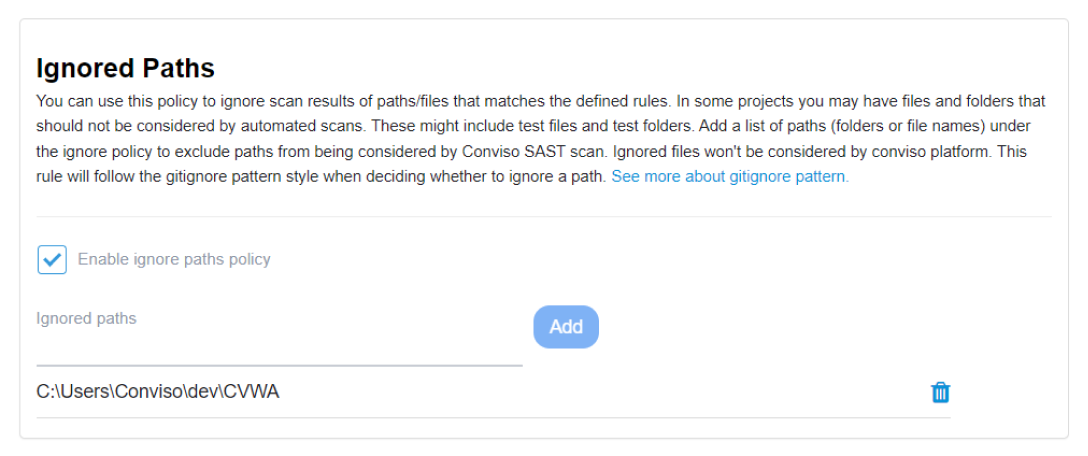 Ignored Paths
You can use this policy to ignore scan results of paths/files that matches the defined rules. In some projects you may have files and folders that
should not be considered by automated scans. These might include test files and test folders. Add a list of paths (folders or file names) under
the ignore policy to exclude paths from being considered by Conviso SAST scan. Ignored files won't be considered by conviso platform. This
rule will follow the gitignore pattern style when deciding whether to ignore a path. See more about gitignore pattern.
Enable ignore paths policy
Ignored paths
Add
C:\Users\Conviso\dev\CVWA